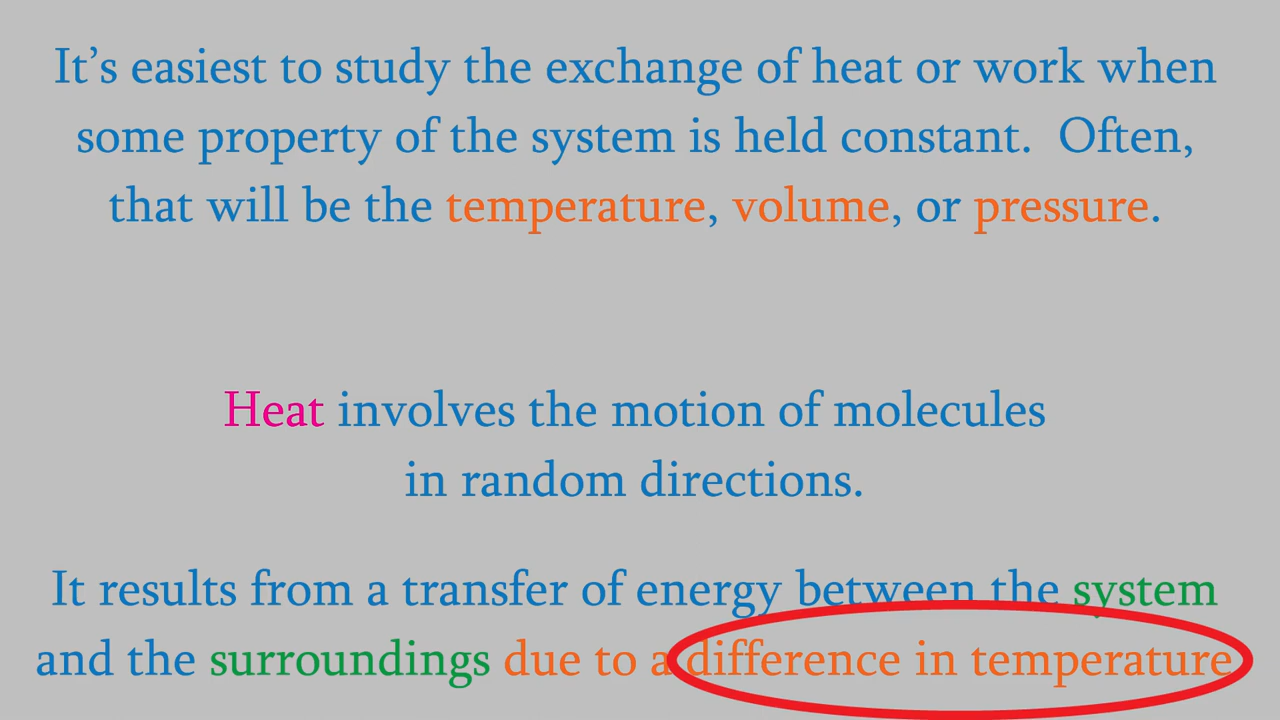 It’s easiest to study the exchange of heat or work when
some property of the system is held constant.  Often,
that will be the temperature, volume, or pressure.
Heat involves the motion of molecules
in random directions.
It results from a transfer of energy between the system
and the surroundings due to a difference in temperature